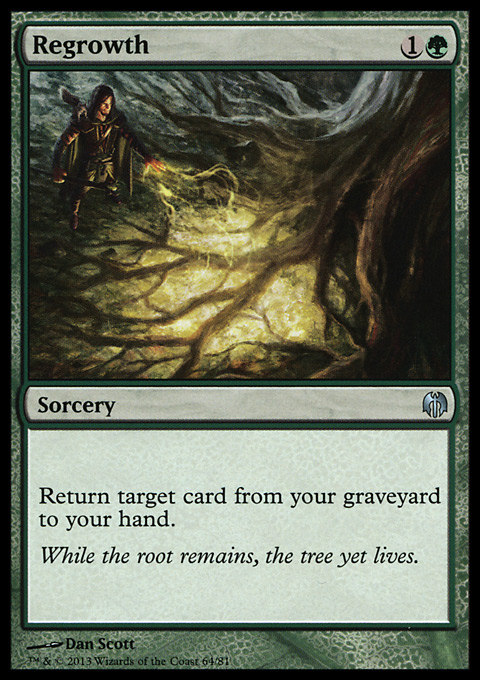 Regrowth 1
Sorcery
Return target card from your graveyard
to your hand.
While the root remains, the tree yet lives.
Dan Scott
™ & © 2013 Wizards of the Coast 64/81